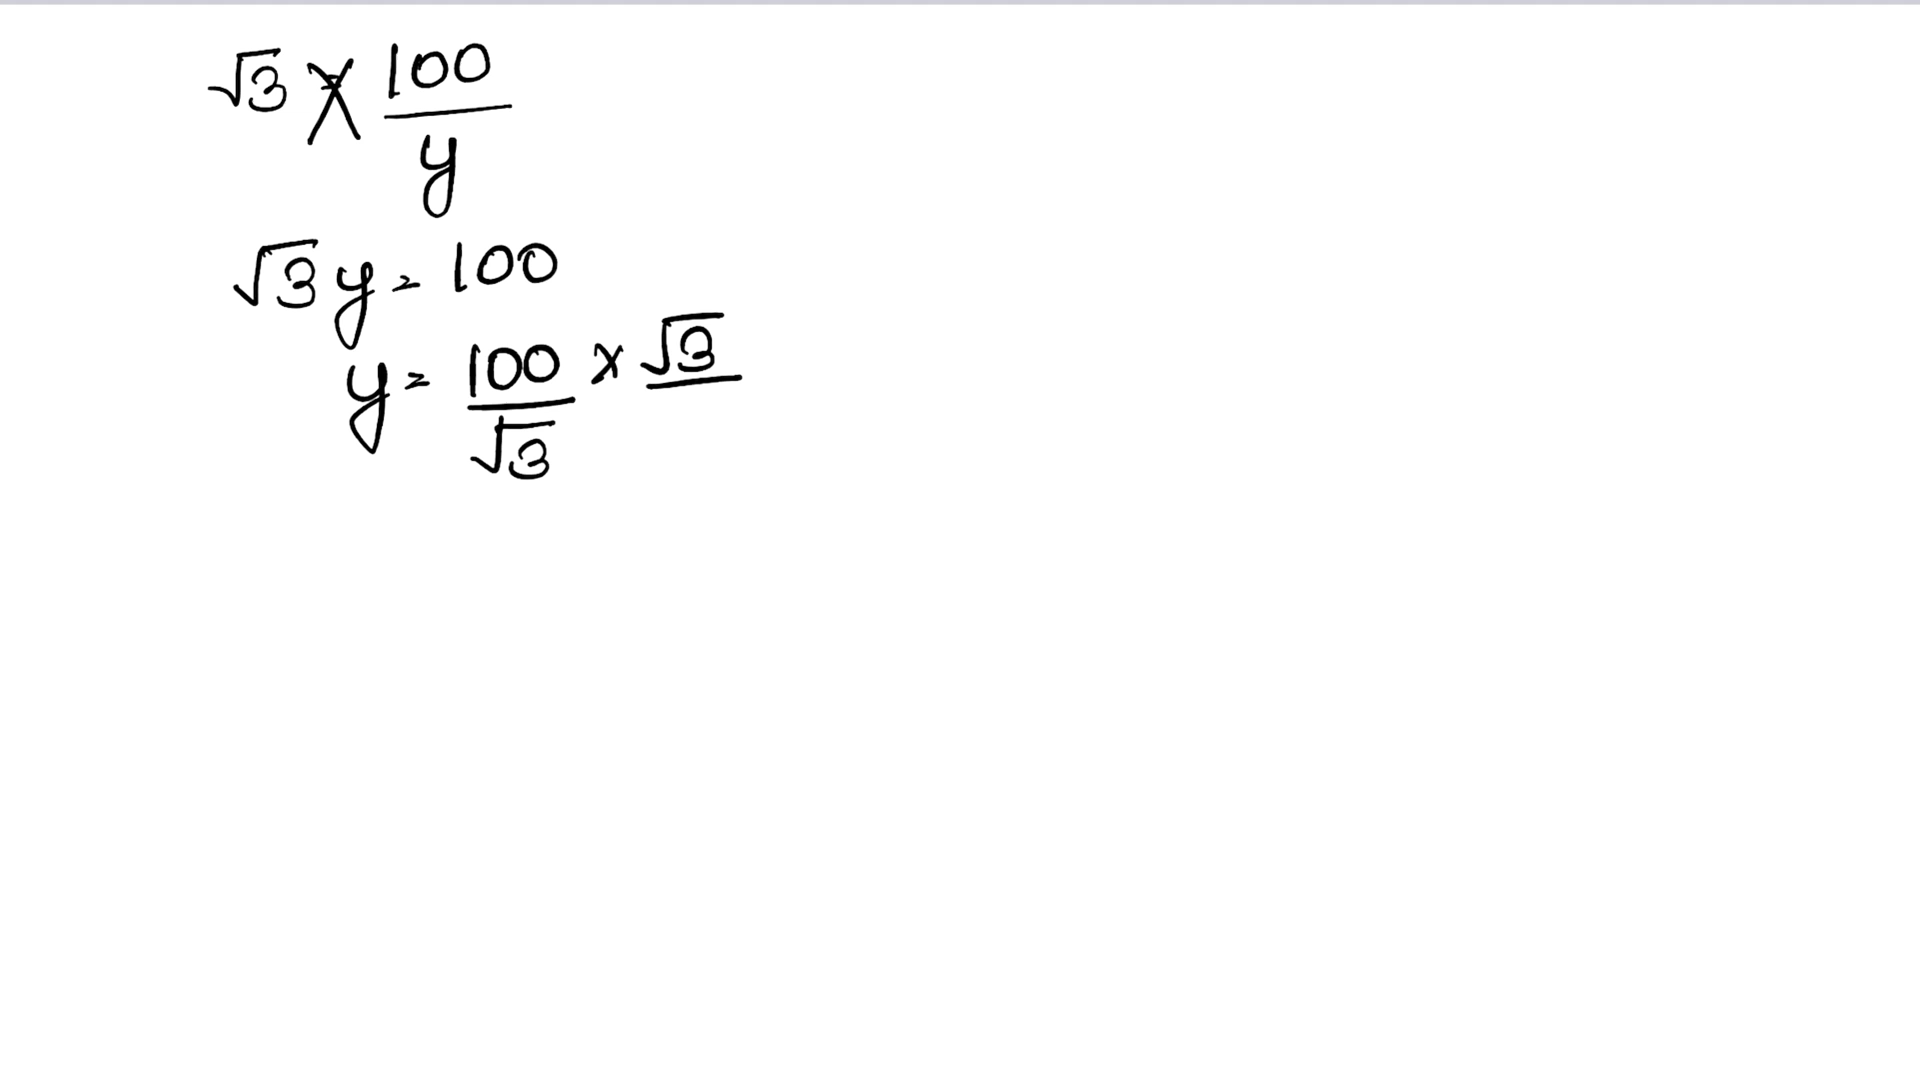 √3 X 100/y
√3 y = 100
y = 100/√3 × √3/